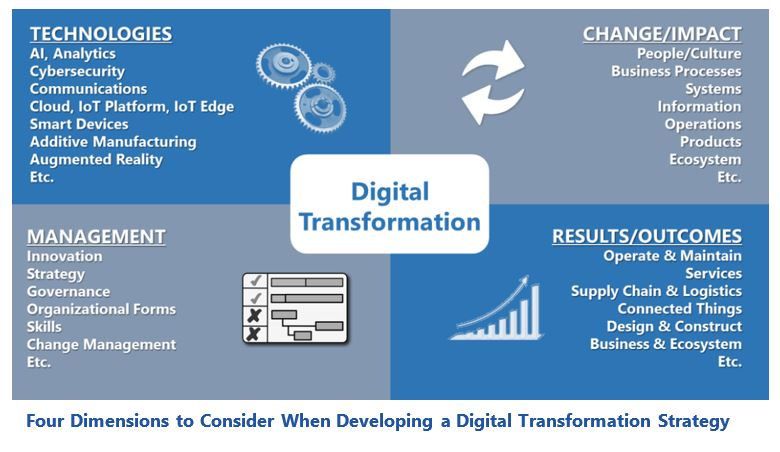 TECHNOLOGIES
AI, Analytics
Cybersecurity
Communications
Cloud, IoT Platform, IoT Edge
Smart Devices
Additive Manufacturing
Augmented Reality
Etc.
CHANGE/IMPACT
People/Culture
Business Processes
Systems
Information
Operations
Products
Ecosystem
Etc.
Digital
Transformation
MANAGEMENT
Innovation
Strategy
Governance
Organizational Forms
Skills
Change Management
Etc.
RESULTS/OUTCOMES
Operate & Maintain
Services
Supply Chain & Logistics
Connected Things
Design & Construct
Business & Ecosystem
Etc.
Four Dimensions to Consider When Developing a Digital Transformation Strategy